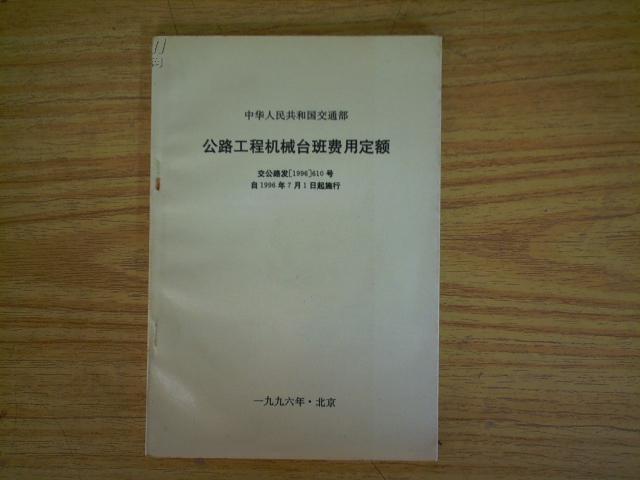 中华人民共和国交通部
公路工程机械台班费用定额
交公路发[1996]610号
自1996年7月1日起施行
一九九六年·北京